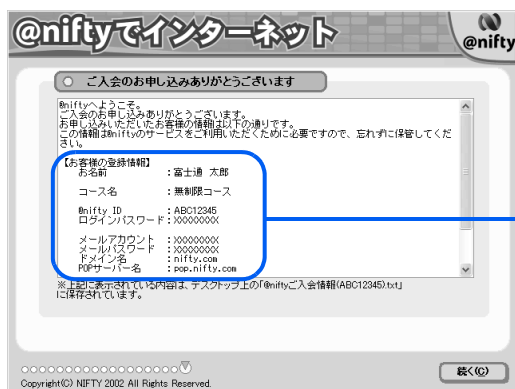 @niftyでインターネット
@nifty
ご入会のお申し込みありがとうございます
@niftyへようこそ。
ご入会のお申し込みありがとうございます。
お申し込みいただいたお客様の情報は以下の通りです。
この情報は@niftyのサービスをご利用いただくために必要ですので、忘れずに保管してくだ
さい。
【お客様の登録情報】
お名前 :富士通 太郎
コース名 :無制限コース
@nifty ID :ABC12345
ログインパスワード:XXXXXXXX
メールアカウント :XXXXXXXX
メールパスワード :XXXXXXXX
ドメイン名 :nifty.com
POPサーバー名 :pop.nifty.com
※上記に表示されている内容は、デスクトップ上の「@niftyご入会情報(ABC12345).txt」
に保存されています。
続く(C)
Copyright(C) NIFTY 2002 All Rights Reserved.